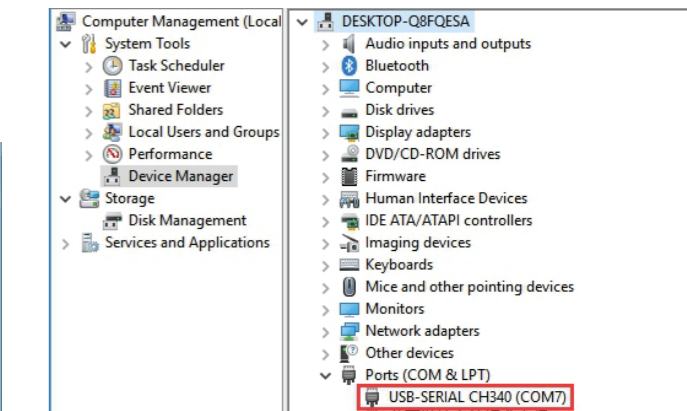 Computer Management (Local
System Tools
Task Scheduler
Event Viewer
Shared Folders
Local Users and Groups
Performance
Device Manager
Storage
Disk Management
Services and Applications
DESKTOP-Q8FQESA
Audio inputs and outputs
Bluetooth
Computer
Disk drives
Display adapters
DVD/CD-ROM drives
Firmware
Human Interface Devices
IDE ATA/ATAPI controllers
Imaging devices
Keyboards
Mice and other pointing devices
Monitors
Network adapters
Other devices
Ports (COM & LPT)
USB-SERIAL CH340 (COM7)